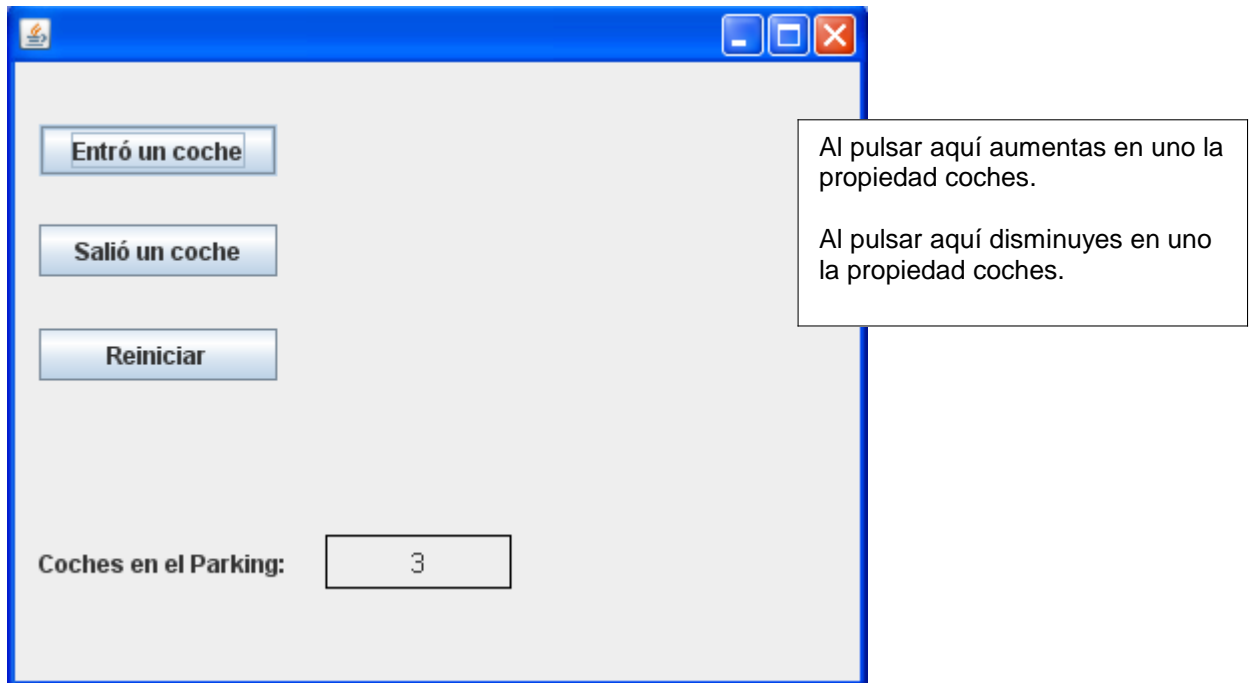 Entró un coche
Salió un coche
Reiniciar
Coches en el Parking:
3
Al pulsar aquí aumentas en uno la
propiedad coches.
Al pulsar aquí disminuyes en uno
la propiedad coches.